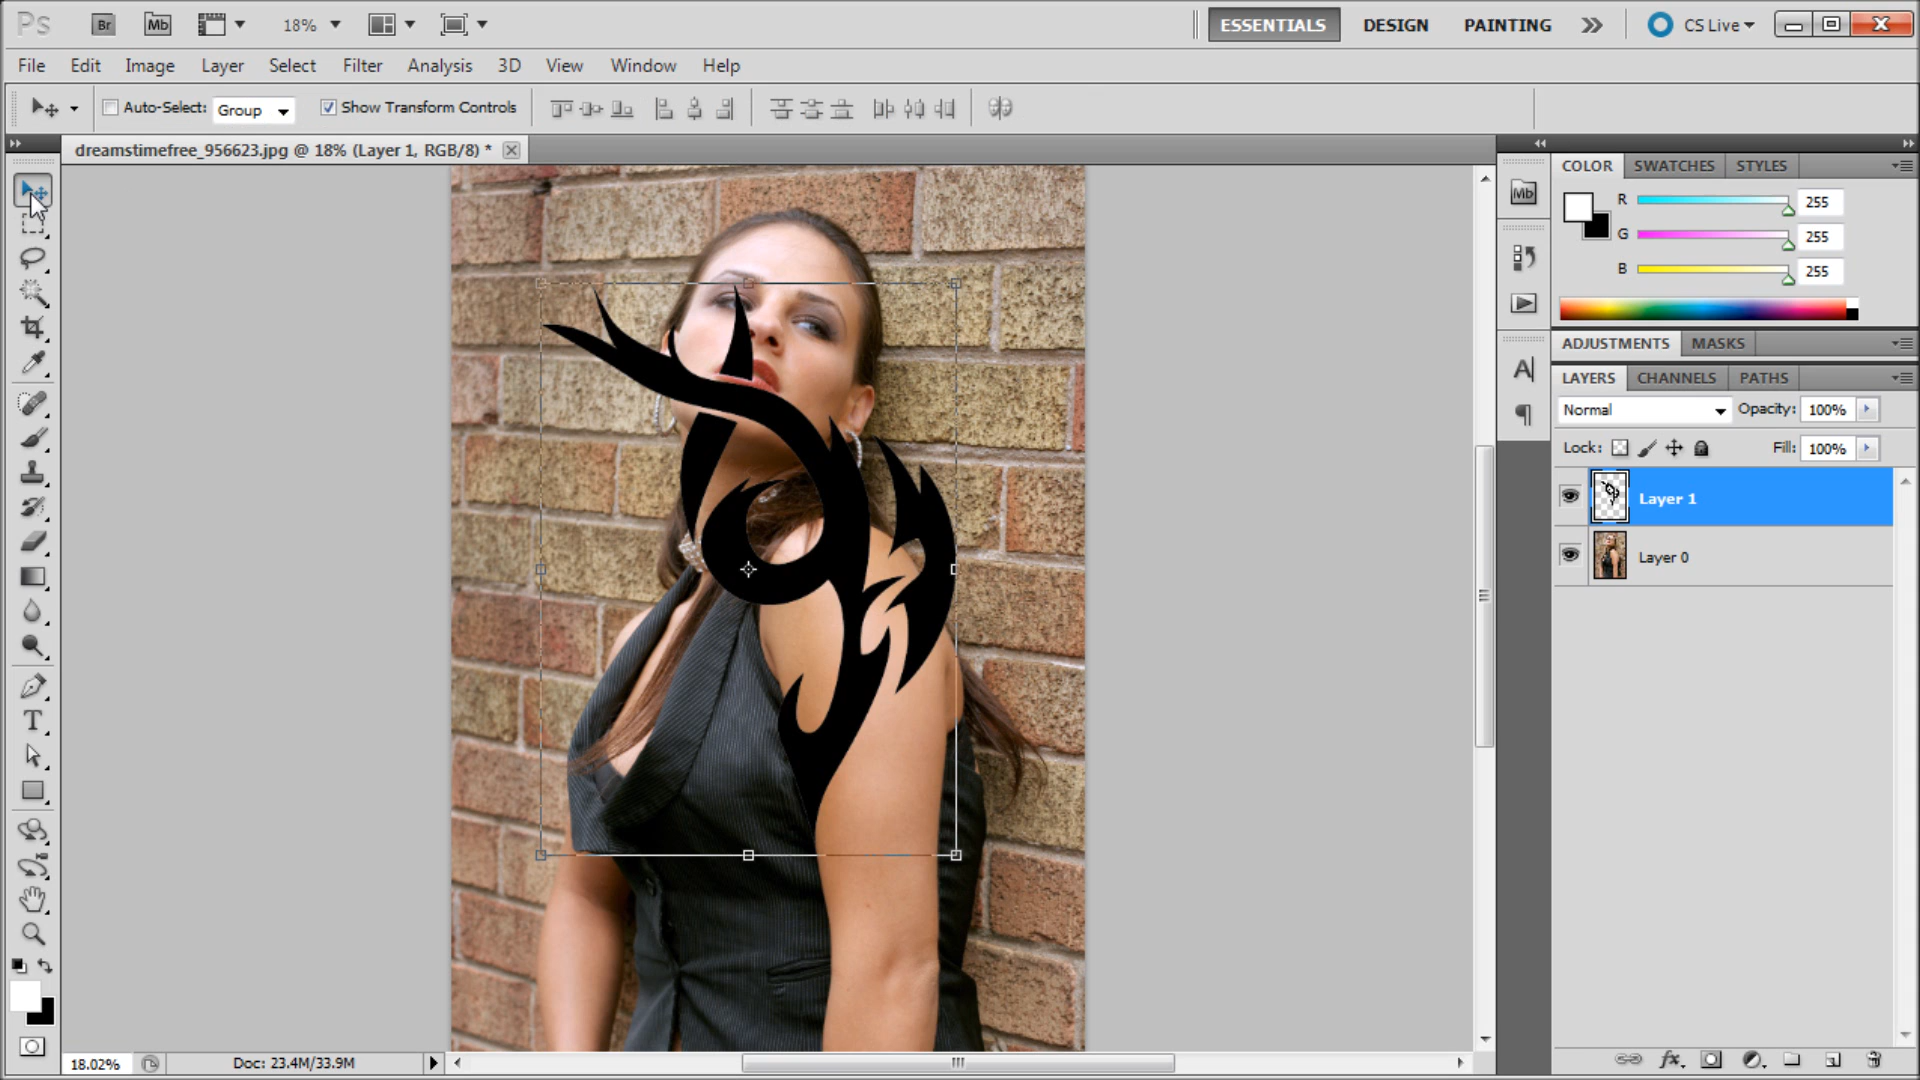 Ps Br Mb 18% ESSENTIALS DESIGN PAINTING CS Live
File Edit Image Layer Select Filter Analysis 3D View Window Help
Auto-Select: Group Show Transform Controls
dreamstimefree_956623.jpg @ 18% (Layer 1, RGB/8) *
COLOR SWATCHES STYLES
Mb
R 255
G 255
B 255
ADJUSTMENTS MASKS
LAYERS CHANNELS PATHS
Normal Opacity: 100%
Lock: Fill: 100%
Layer 1
Layer 0
18.02% Doc: 23.4M/33.9M